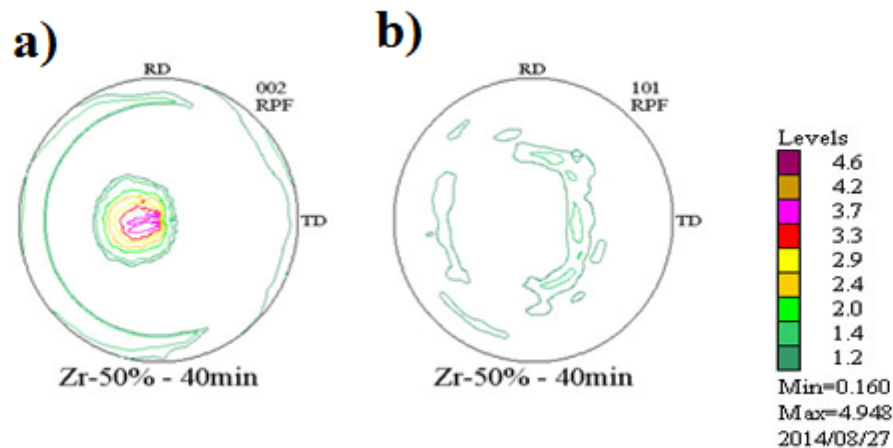 a)
RD
002
RPF
TD
Zr-50% - 40min
b)
RD
101
RPF
TD
Zr-50% - 40min
Levels
4.6
4.2
3.7
3.3
2.9
2.4
2.0
1.4
1.2
Min=0.160
Max=4.948
2014/08/27